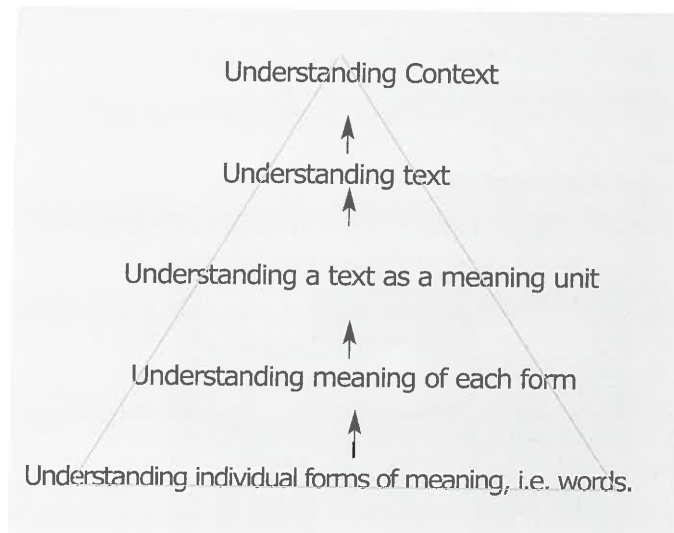 Understanding Context
Understanding text
Understanding a text as a meaning unit
Understanding meaning of each form
Understanding individual forms of meaning, i.e. words.